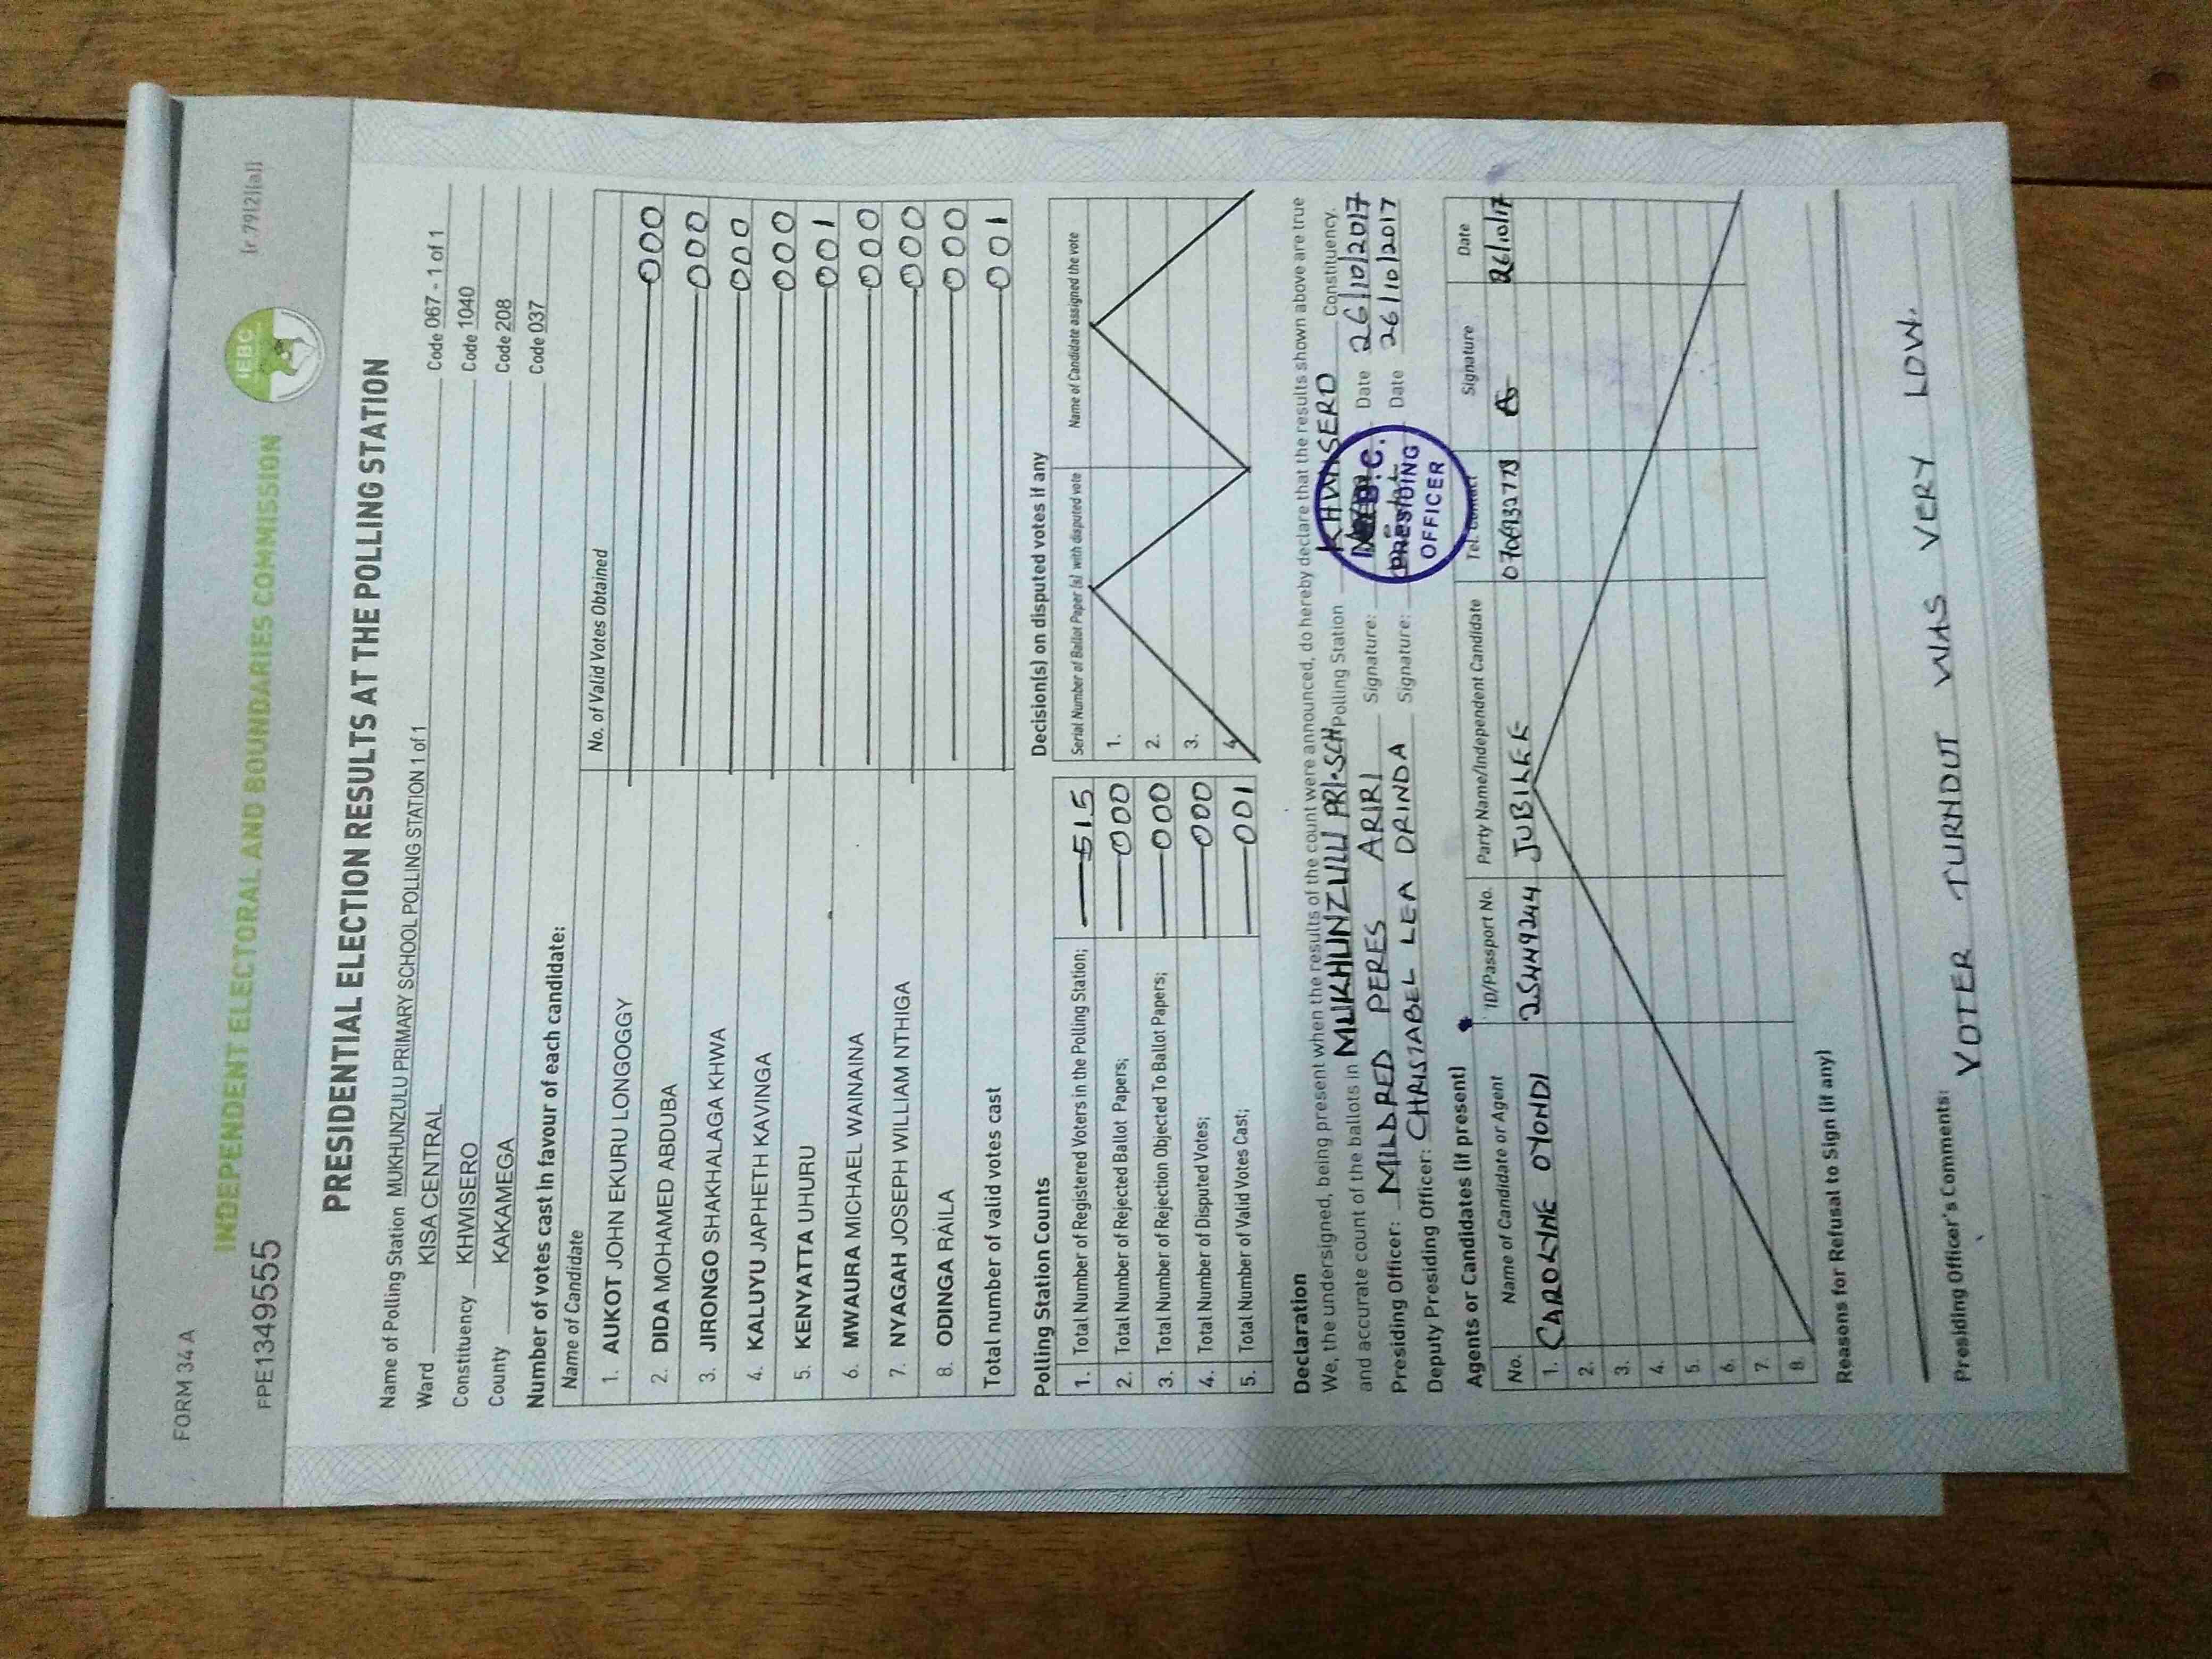 FORM 34 A
[r.79(2)(a)]
INDEPENDENT ELECTORAL AND BOUNDARIES COMMISSION
IEBC
FPE1349555
PRESIDENTIAL ELECTION RESULTS AT THE POLLING STATION
Name of Polling Station MUKHUNZULU PRIMARY SCHOOL POLLING STATION 1 of 1 Code 067 - 1 of 1
Ward KISA CENTRAL Code 1040
Constituency KHWISERO Code 208
County KAKAMEGA Code 037
Number of votes cast in favour of each candidate:
Name of Candidate No. of Valid Votes Obtained
1. AUKOT JOHN EKURU LONGOGGY 000
2. DIDA MOHAMED ABDUBA 000
3. JIRONGO SHAKHALAGA KHWA 000
4. KALUYU JAPHETH KAVINGA 000
5. KENYATTA UHURU 001
6. MWAURA MICHAEL WAINAINA 000
7. NYAGAH JOSEPH WILLIAM NTHIGA 000
8. ODINGA RAILA 000
Total number of valid votes cast 001
Polling Station Counts
1. Total Number of Registered Voters in the Polling Station; 515
2. Total Number of Rejected Ballot Papers; 000
3. Total Number of Rejection Objected To Ballot Papers; 000
4. Total Number of Disputed Votes; 000
5. Total Number of Valid Votes Cast; 001
Decision(s) on disputed votes if any
Serial Number of Ballot Paper (s) with disputed vote Name of Candidate assigned the vote
1.
2.
3.
4.
Declaration
We, the undersigned, being present when the results of the count were announced, do hereby declare that the results shown above are true
and accurate count of the ballots in MUKHUNZULU PRI.SCH Polling Station KHWISERO Constituency.
Presiding Officer: MILDRED PERES ARIRI Signature: Date 26/10/2017
Deputy Presiding Officer: CHRISTABEL LEA ORINDA Signature: Date 26/10/2017
PRESIDING
OFFICER
Agents or Candidates (if present)
No. Name of Candidate or Agent ID/Passport No. Party Name/Independent Candidate Tel. Contact Signature Date
1. CAROLYNE OYONDI 25449244 JUBILEE 26/10/17
2.
3.
4.
5.
6.
7.
8.
Reasons for Refusal to Sign (if any)
Presiding Officer's Comments:
VOTER TURNOUT WAS VERY LOW.